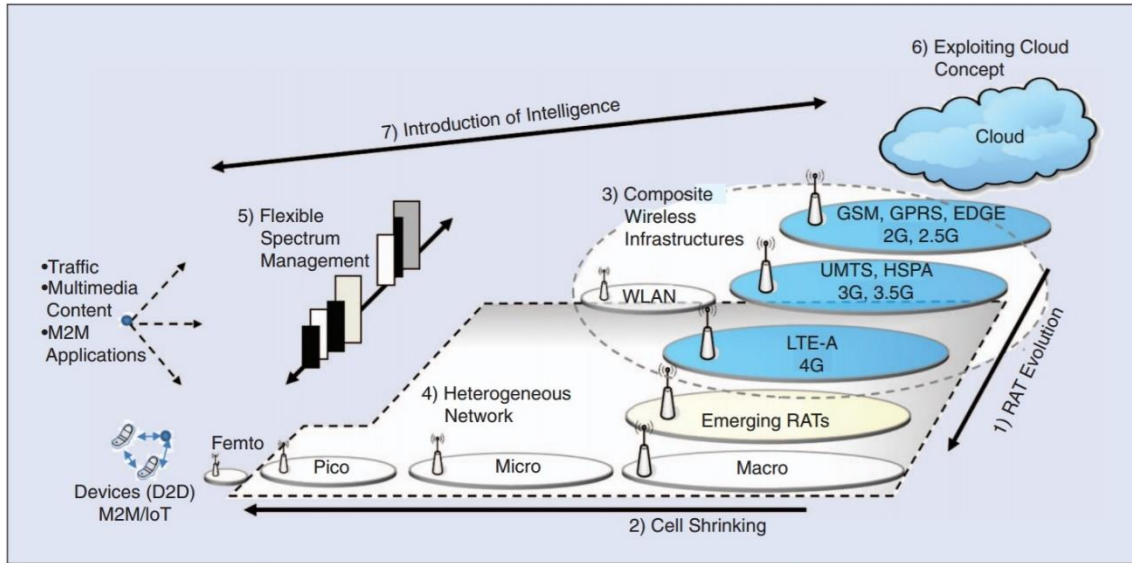 6) Exploiting Cloud
Concept
Cloud
7) Introduction of Intelligence
3) Composite
Wireless
Infrastructures
GSM, GPRS, EDGE
2G, 2.5G
5) Flexible
Spectrum
Management
UMTS, HSPA
3G, 3.5G
WLAN
•Traffic
•Multimedia
Content
•M2M
Applications
LTE-A
4G
1) RAT Evolution
4) Heterogeneous
Network
Emerging RATs
Femto
Pico
Micro
Macro
Devices (D2D)
M2M/IoT
2) Cell Shrinking